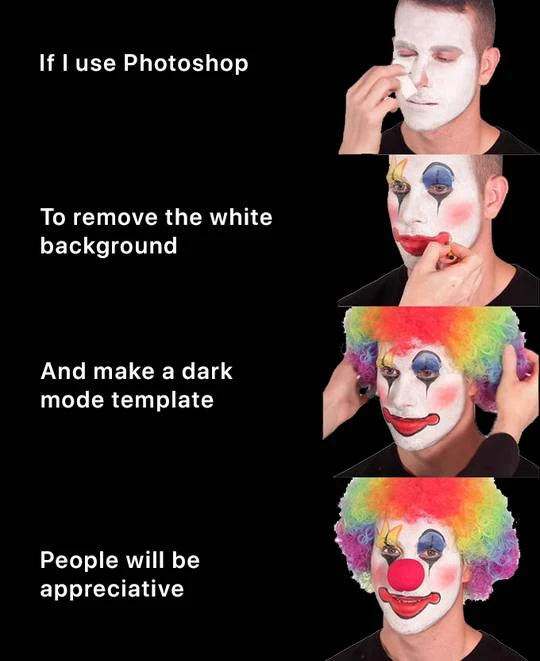 If I use Photoshop
To remove the white
background
And make a dark
mode template
People will be
appreciative